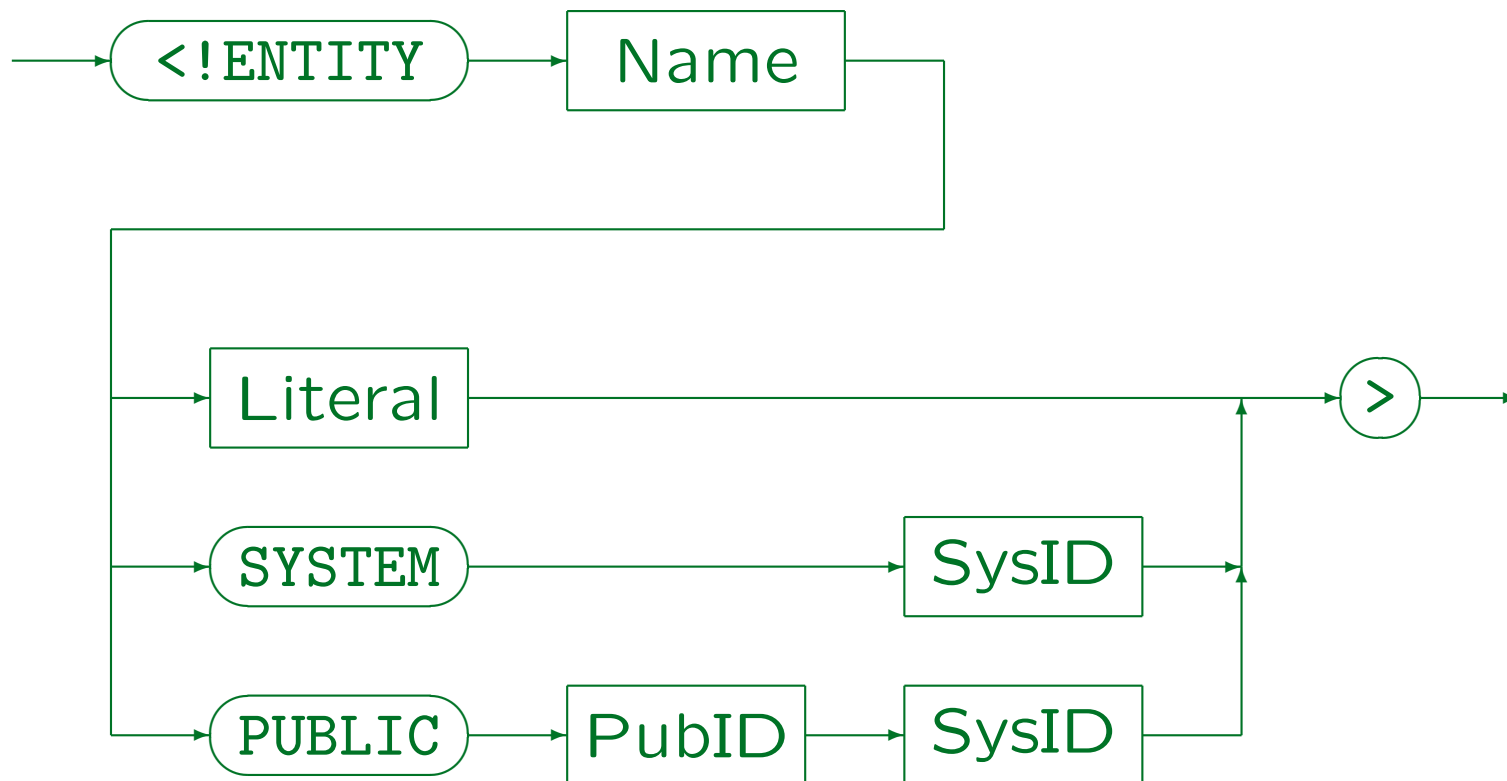 <!ENTITY Name
Literal >
SYSTEM SysID
PUBLIC PubID SysID